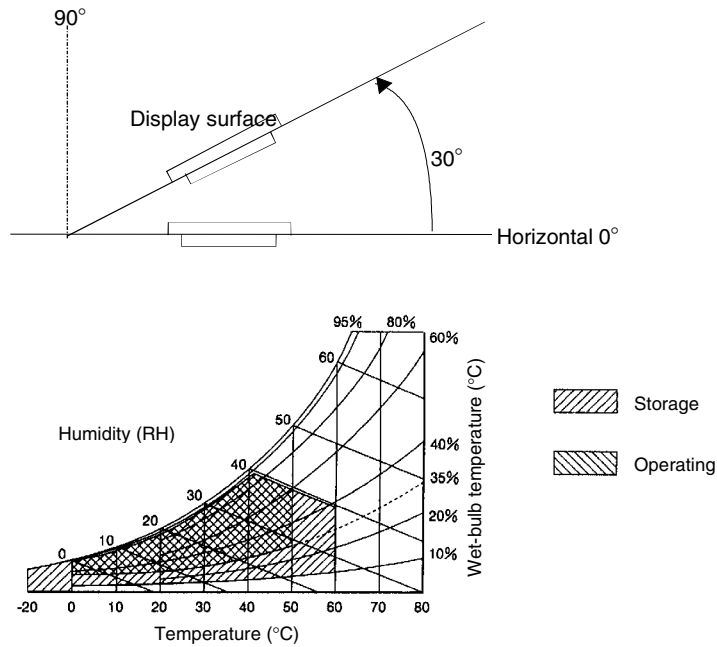 90°
Display surface
30°
Horizontal 0°
95% 80%
60%
60
50
Humidity (RH)
40
40%
30
35%
20
20%
10
0
10%
Wet-bulb temperature (°C)
Storage
Operating
-20 0 10 20 30 40 50 60 70 80
Temperature (°C)